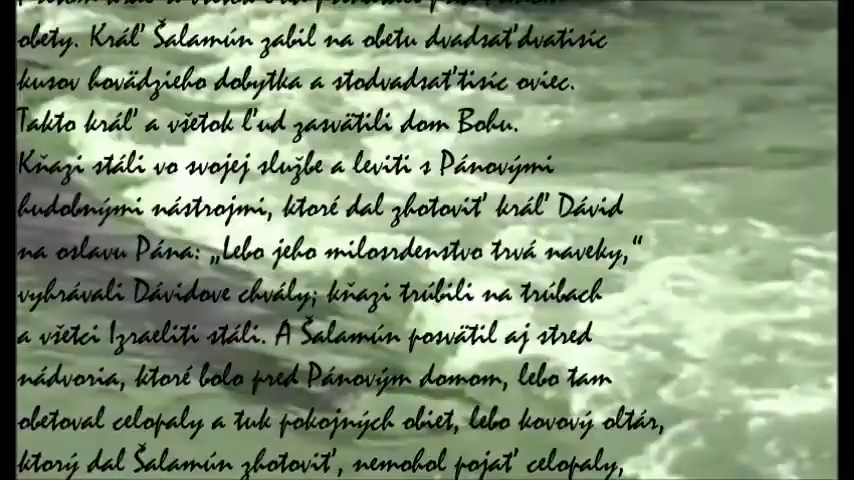 obety. Kráľ Šalamún zabil na obetu dvadsaťdvatisíc
kusov hovädzieho dobytka a stodvadsaťtisíc oviec.
Takto kráľ a všetok ľud zasvätili dom Bohu.
Kňazi stáli vo svojej službe a leviti s Pánovými
hudobnými nástrojmi, ktoré dal zhotoviť kráľ Dávid
na oslavu Pána: „Lebo jeho milosrdenstvo trvá naveky,“
vyhrávali Dávidove chvály; kňazi trúbili na trúbach
a všetci Izraeliti stáli. A Šalamún posvätil aj stred
nádvoria, ktoré bolo pred Pánovým domom, lebo tam
obetoval celopaly a tuk pokojných obiet, lebo kovový oltár,
ktorý dal Šalamún zhotoviť, nemohol pojať celopaly,